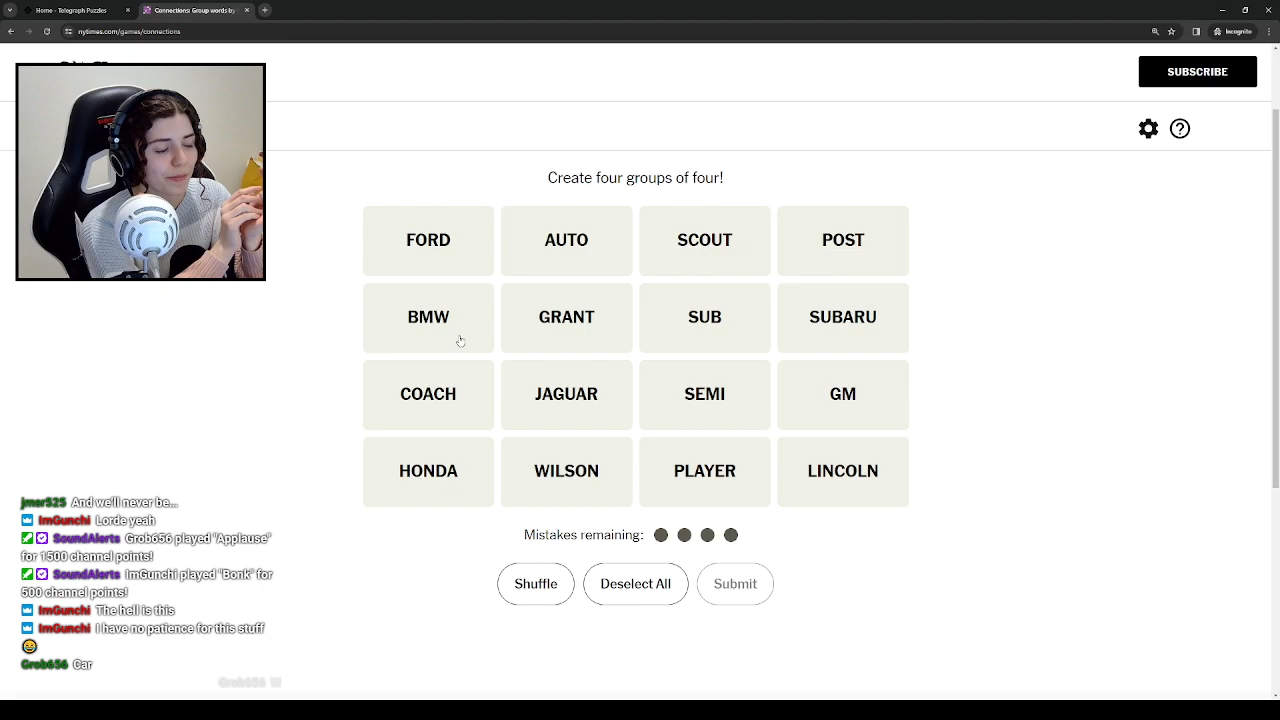 Home - Telegraph Puzzles
Connections: Group words by
nytimes.com/games/connections
Incognito
SUBSCRIBE
Create four groups of four!
FORD AUTO SCOUT POST
BMW GRANT SUB SUBARU
COACH JAGUAR SEMI GM
HONDA WILSON PLAYER LINCOLN
Mistakes remaining:
Shuffle Deselect All Submit
jmer525 And we'll never be...
ImGunchi Lorde yeah
SoundAlerts Grob656 played "Applause"
for 1500 channel points!
SoundAlerts ImGunchi played "Bonk" for
500 channel points!
ImGunchi The hell is this
ImGunchi I have no patience for this stuff
Grob656 Car
Grob656